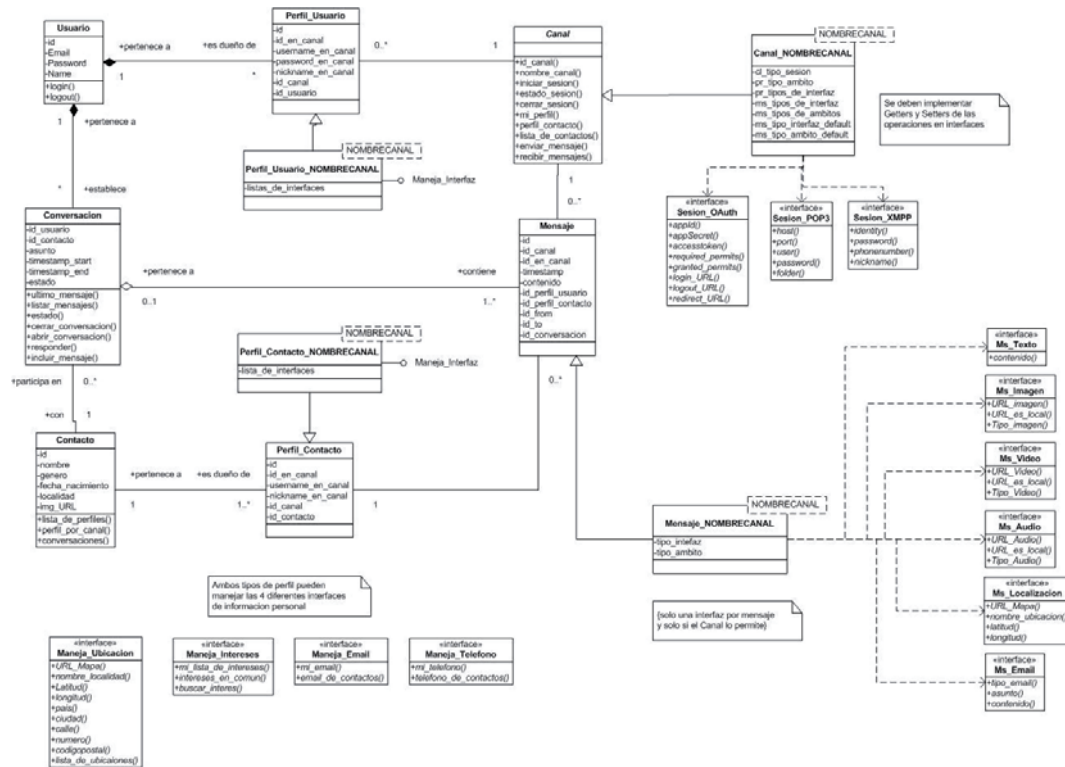 Usuario
-id
-Email
-Password
-Name
+login()
+logout()
+pertenece a
+es dueño de
1
*
Perfil_Usuario
-id
-id_en_canal
-username_en_canal
-password_en_canal
-nickname_en_canal
-id_canal
-id_usuario
0..*
1
Canal
+id_canal()
+nombre_canal()
+iniciar_sesion()
+estado_sesion()
+cerrar_sesion()
+mi_perfil()
+perfil_contacto()
+lista_de_contactos()
+enviar_mensaje()
+recibir_mensajes()
NOMBRECANAL
Canal_NOMBRECANAL
-cl_tipo_sesion
-pr_tipo_ambito
-pr_tipos_de_interfaz
-ms_tipos_de_interfaz
-ms_tipos_de_ambitos
-ms_tipo_interfaz_default
-ms_tipo_ambito_default
Se deben implementar
Getters y Setters de las
operaciones en interfaces
1
+pertenece a
*
+establece
NOMBRECANAL
Perfil_Usuario_NOMBRECANAL
-listas_de_interfaces
Maneja_Interfaz
1
0..*
«interface»
Sesion_OAuth
+appId()
+appSecret()
+accesstoken()
+required_permits()
+granted_permits()
+login_URL()
+logout_URL()
+redirect_URL()
«interface»
Sesion_POP3
+host()
+port()
+user()
+password()
+folder()
«interface»
Sesion_XMPP
+identity()
+password()
+phonenumber()
+nickname()
Conversacion
-id_usuario
-id_contacto
-asunto
-timestamp_start
-timestamp_end
-estado
+ultimo_mensaje()
+listar_mensajes()
+estado()
+cerrar_conversacion()
+abrir_conversacion()
+responder()
+incluir_mensaje()
+pertenece a
+contiene
0..1
1..*
Mensaje
-id
-id_canal
-id_en_canal
-timestamp
-contenido
-id_perfil_usuario
-id_perfil_contacto
-id_from
-id_to
-id_conversacion
NOMBRECANAL
Perfil_Contacto_NOMBRECANAL
-lista_de_interfaces
Maneja_Interfaz
0..*
+participa en
0..*
+con
1
Contacto
-id
-nombre
-genero
-fecha_nacimiento
-localidad
-img_URL
+lista_de_perfiles()
+perfil_por_canal()
+conversaciones()
+pertenece a
+es dueño de
1
1..*
Perfil_Contacto
-id
-id_en_canal
-username_en_canal
-nickname_en_canal
-id_canal
-id_contacto
1
NOMBRECANAL
Mensaje_NOMBRECANAL
-tipo_intefaz
-tipo_ambito
«interface»
Ms_Texto
+contenido()
«interface»
Ms_Imagen
+URL_imagen()
+URL_es_local()
+Tipo_imagen()
«interface»
Ms_Video
+URL_Video()
+URL_es_local()
+Tipo_Video()
«interface»
Ms_Audio
+URL_Audio()
+URL_es_local()
+Tipo_Audio()
«interface»
Ms_Localizacion
+URL_Mapa()
+nombre_ubicacion()
+latitud()
+longitud()
«interface»
Ms_Email
+tipo_email()
+asunto()
+contenido()
Ambos tipos de perfil pueden
manejar las 4 diferentes interfaces
de informacion personal
{solo una interfaz por mensaje
y solo si el Canal lo permite}
«interface»
Maneja_Ubicacion
+URL_Mapa()
+nombre_localidad()
+Latitud()
+longitud()
+pais()
+ciudad()
+calle()
+numero()
+codigopostal()
+lista_de_ubicaiones()
«interface»
Maneja_Intereses
+mi_lista_de_intereses()
+intereses_en_comun()
+buscar_interes()
«interface»
Maneja_Email
+mi_email()
+email_de_contactos()
«interface»
Maneja_Telefono
+mi_telefono()
+telefono_de_contactos()